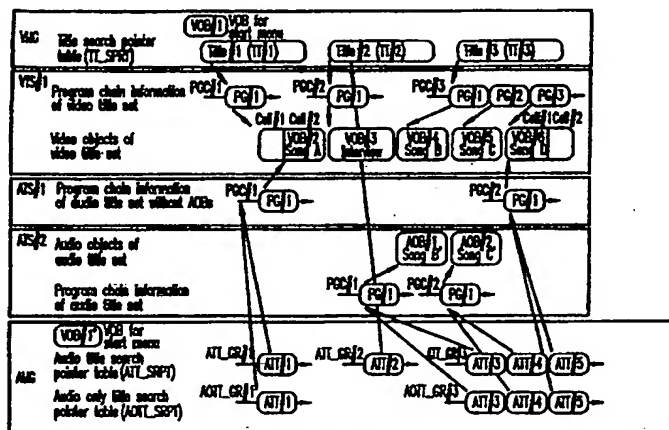 VMG Title search pointer table (TT_SRPT)
VOB#1 VOB for start menu
Title #1 (TT#1) Title #2 (TT#2) Title #3 (TT#3)
VTS#1 Program chain information of video title set
PGC#1 PG#1 PGC#2 PG#1 PGC#3 PG#1 PG#2 PG#3
Cell#1 Cell#2 Cell#1 Cell#2
Video objects of video title set
VOB#2 Song A VOB#3 Interview VOB#4 Song B VOB#5 Song C VOB#6
ATS#1 Program chain information of audio title set without AOBs
PGC#1 PG#1 PGC#2 PG#1
ATS#2 Audio objects of audio title set
AOB#1 Song B' AOB#2 Song C'
Program chain information of audio title set
PGC#1 PG#1 PGC#2 PG#1
AMG
VOB#1' VOB for start menu
Audio title search pointer table (ATT_SRPT)
ATT_GR#1 ATT#1 ATT_GR#2 ATT#2 ATT_GR#3 ATT#3 ATT#4 ATT#5
Audio only title search pointer table (AOTT_SRPT)
AOTT_GR#1 ATT#1 AOTT_GR#3 ATT#3 ATT#4 ATT#5